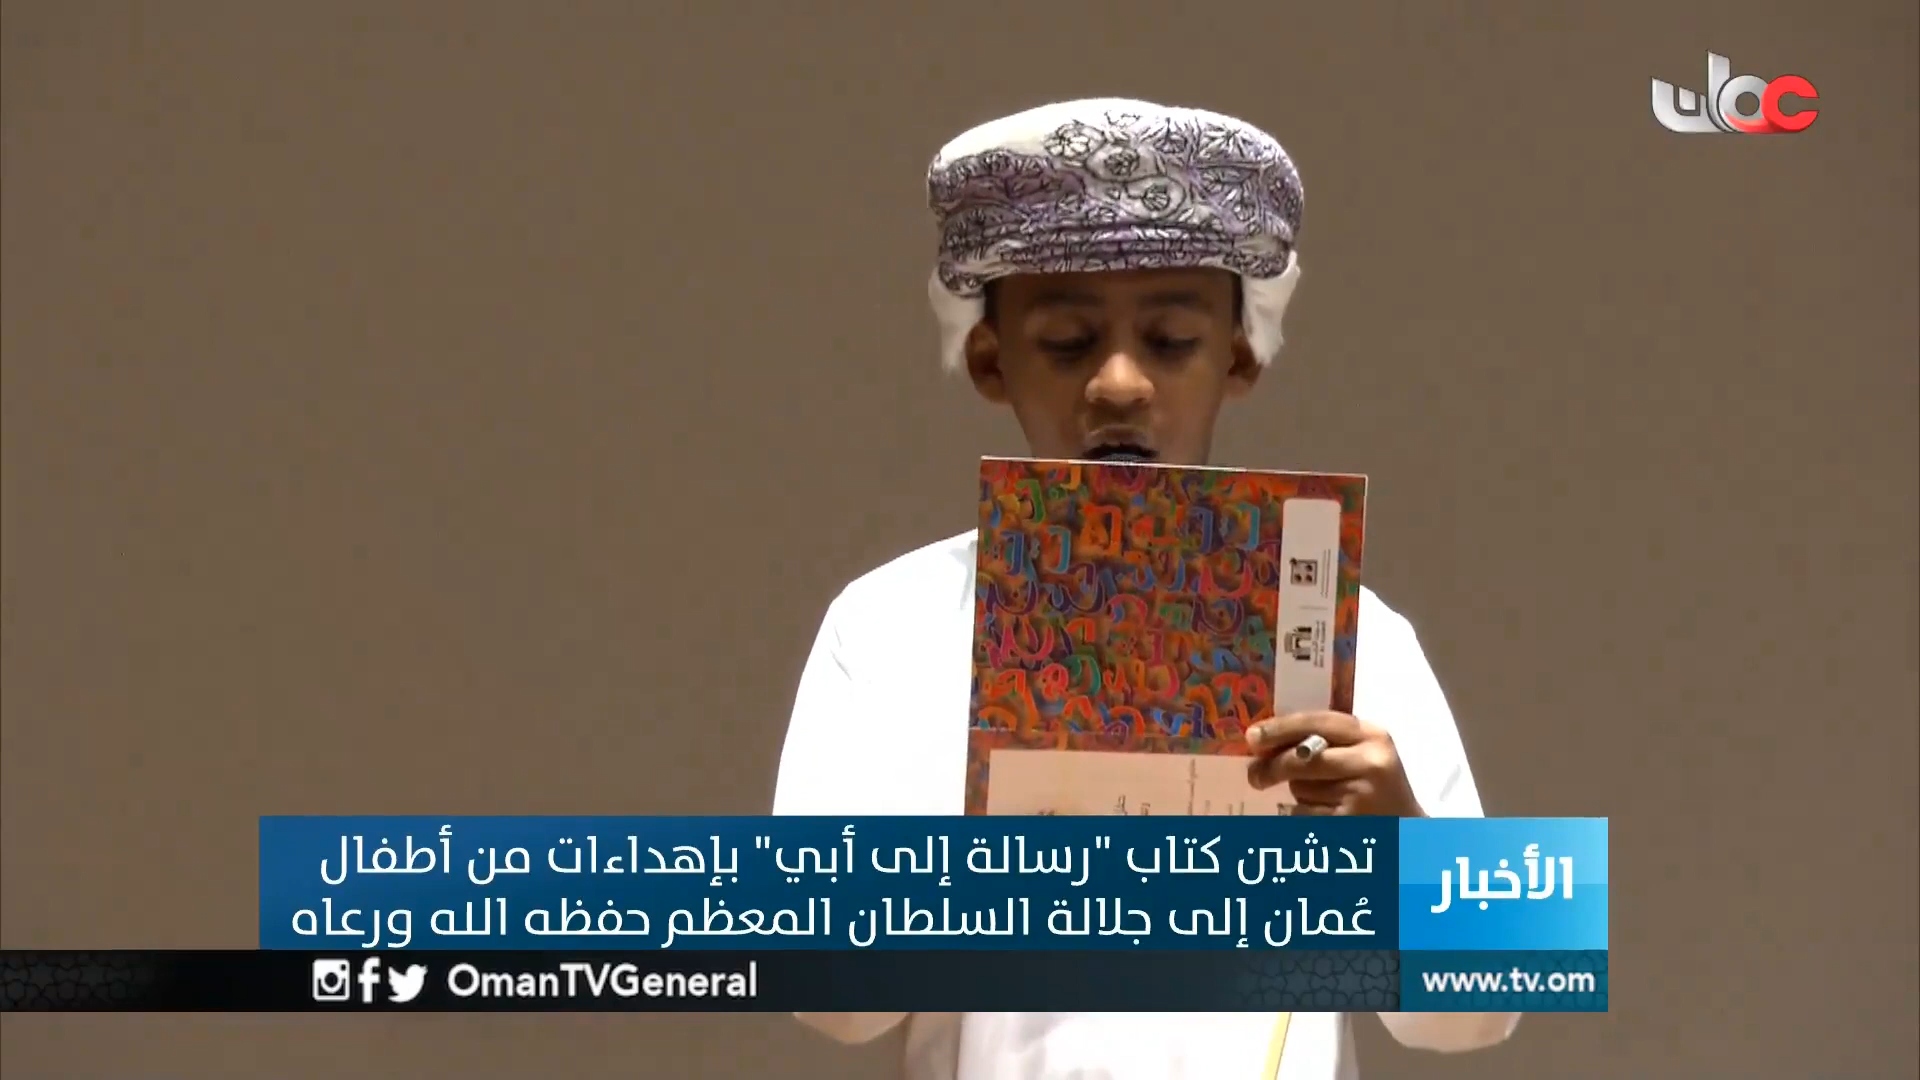 عمان
تدشين كتاب "رسالة إلى أبي" بإهداءات من أطفال
عُمان إلى جلالة السلطان المعظم حفظه الله ورعاه
الأخبار
OmanTVGeneral
www.tv.om